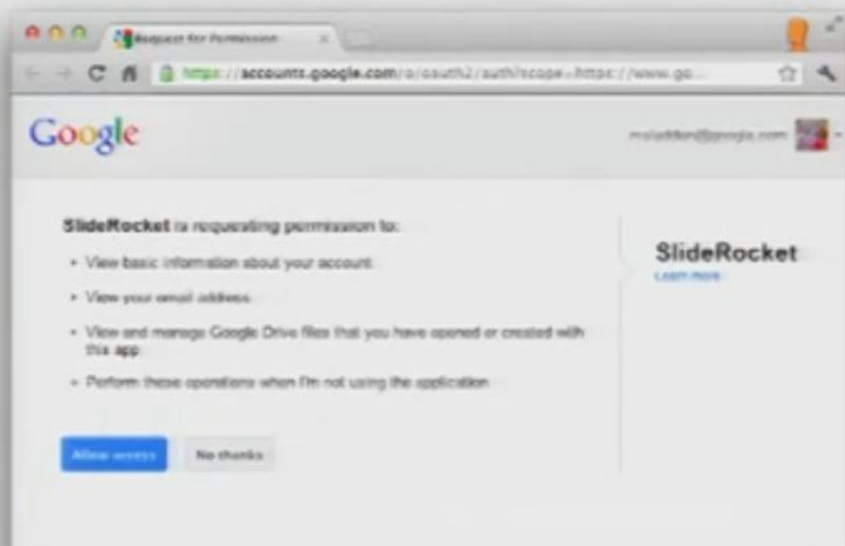 Request for Permission
https://accounts.google.com/o/oauth2/auth?scope=https://www.go...
Google
@google.com
SlideRocket is requesting permission to:
View basic information about your account
View your email address
View and manage Google Drive files that you have opened or created with
this app
Perform these operations when I'm not using the application
SlideRocket
Learn more
Allow access
No thanks